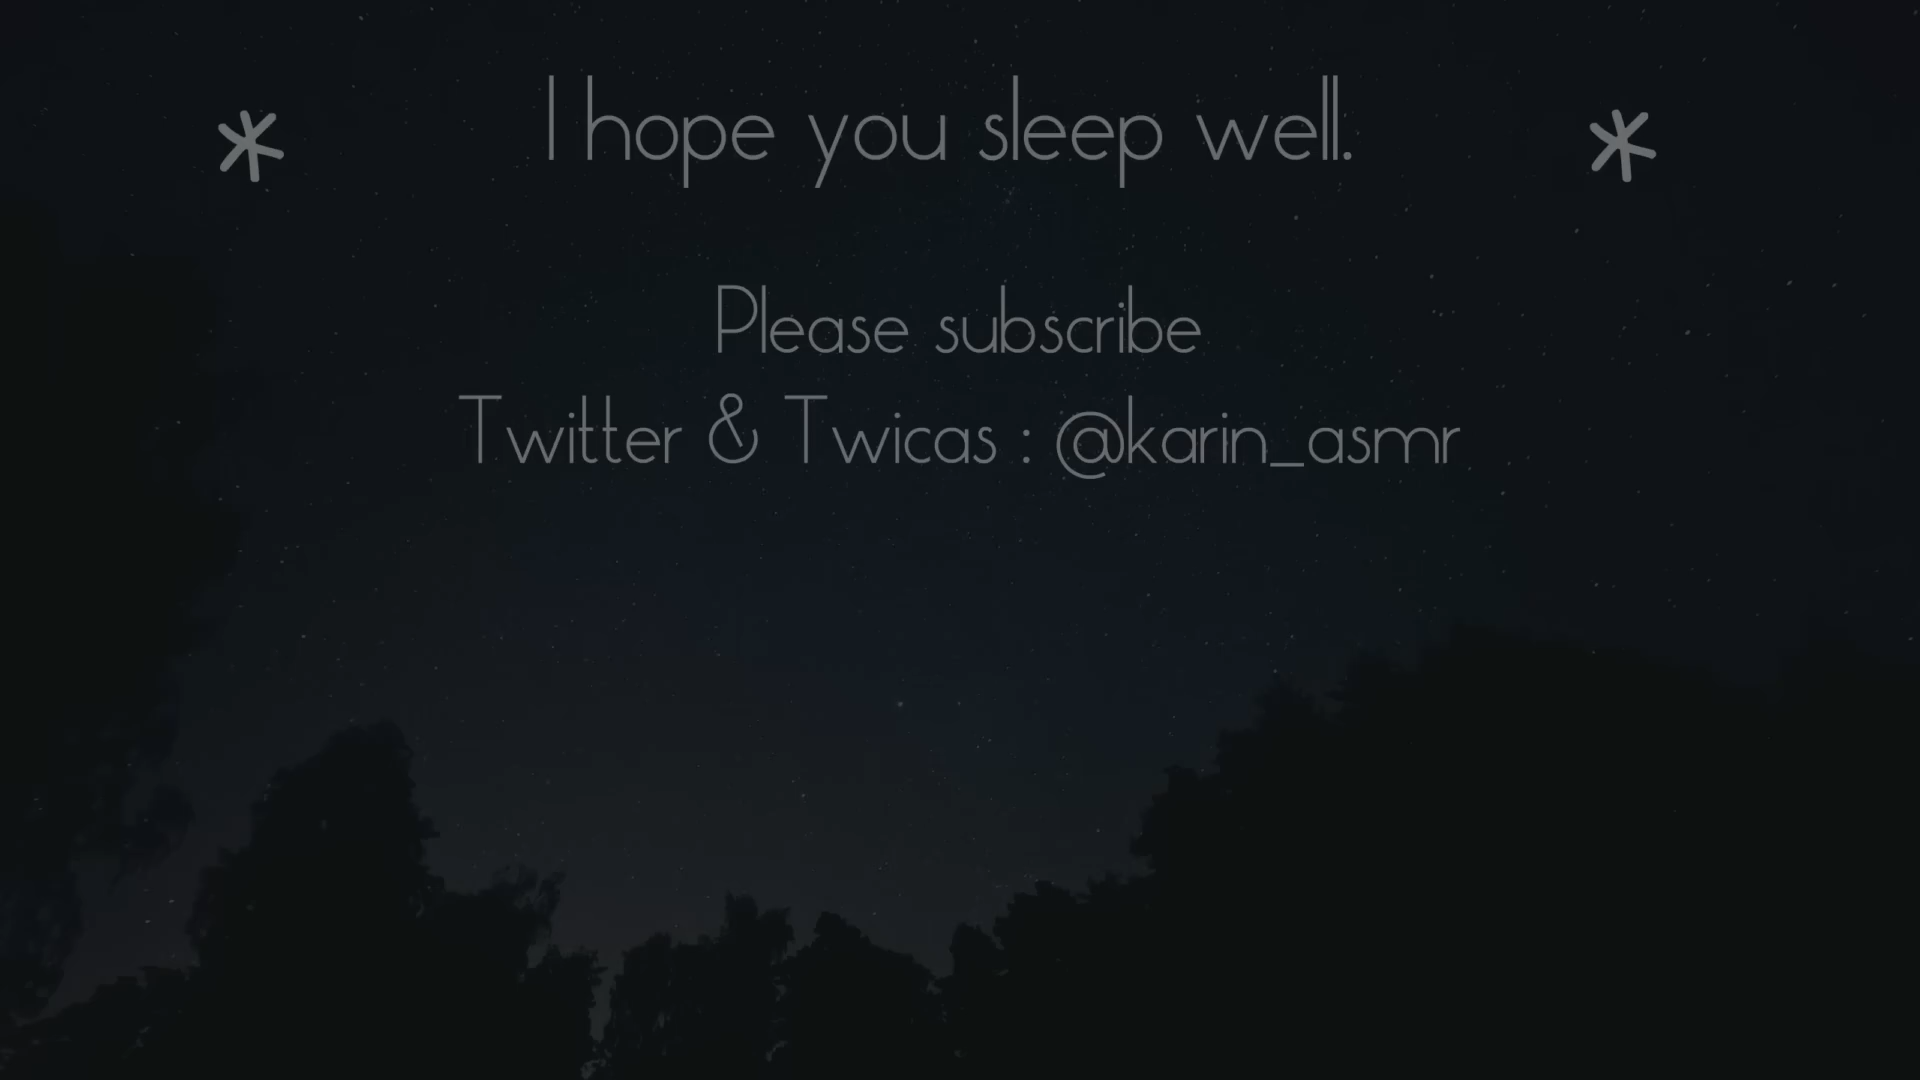 * I hope you sleep well. *
Please subscribe
Twitter & Twicas : @karin_asmr